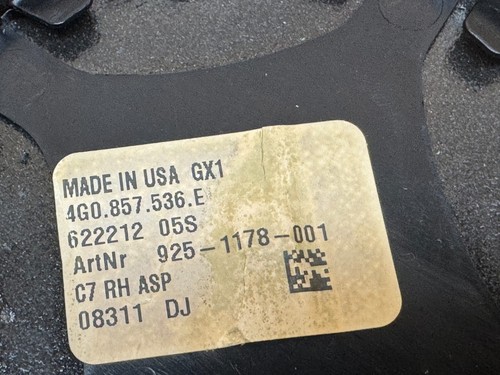 MADE IN USA GX1
4G0.857.536.E
622212 05S
ArtNr 925-1178-001
C7 RH ASP
08311 DJ